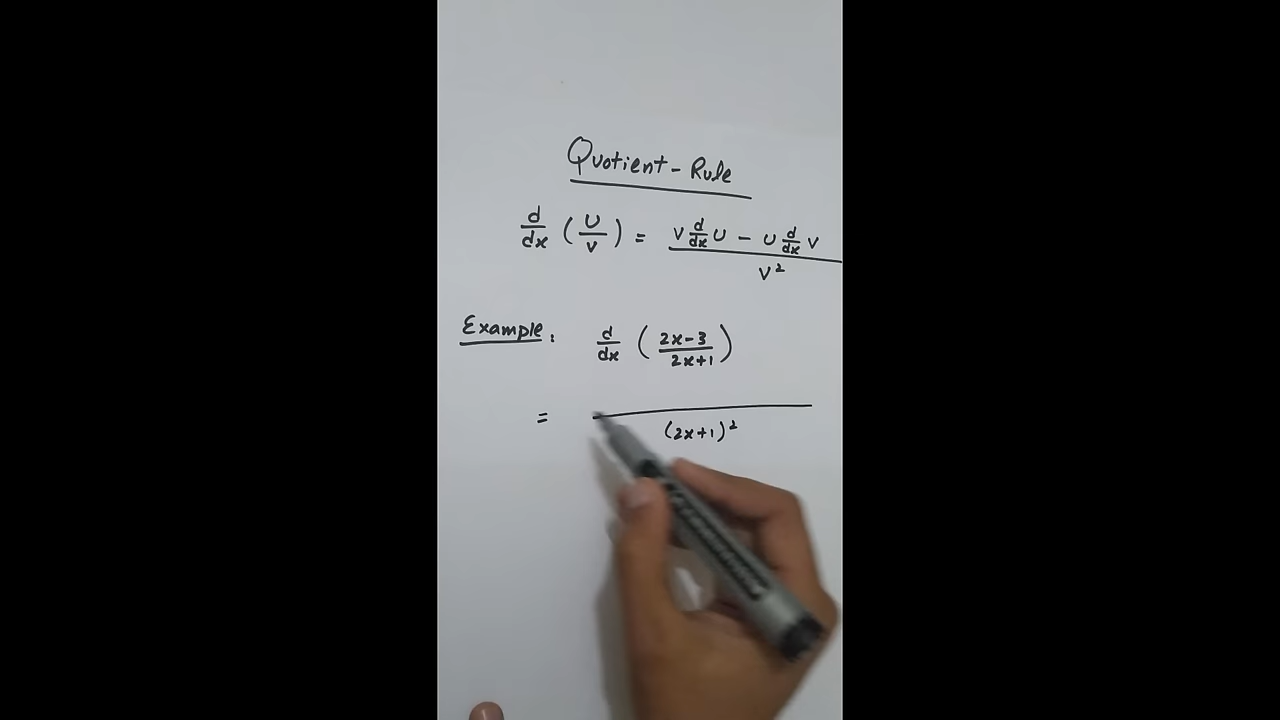 Quotient-Rule
d/dx (U/V) = (V d/dx U - U d/dx V)/V²
Example: d/dx ((2x-3)/(2x+1))
= /(2x+1)²